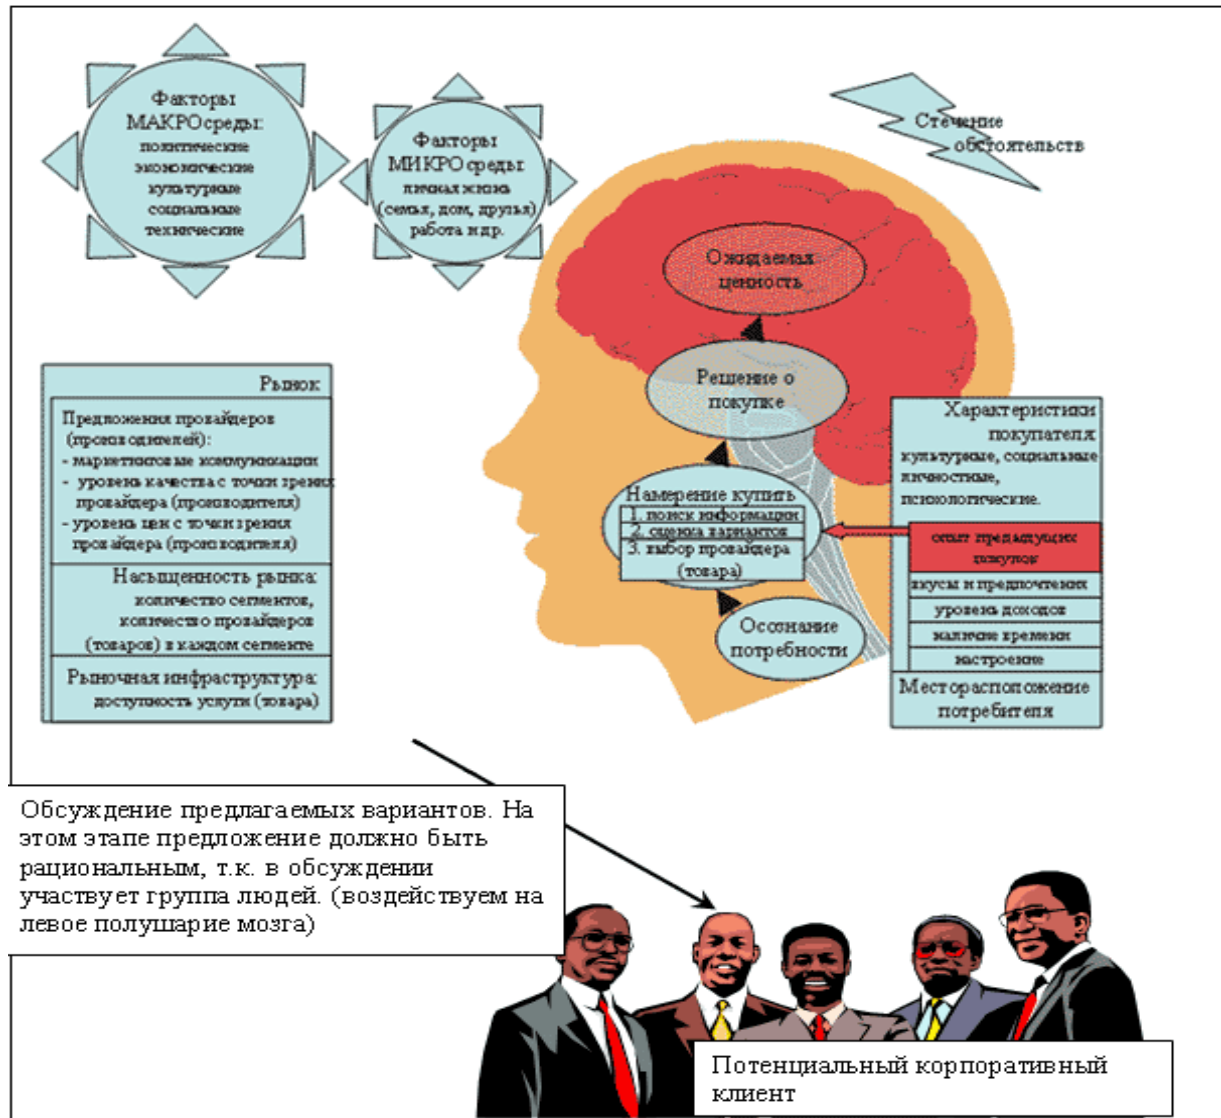 Факторы
МАКРОсреды:
политические
экономические
культурные
социальные
технические
Факторы
МИКРОсреды:
личная жизнь
(семья, дом, друзья)
работа и др.
Стечение
обстоятельств
Ожидаемая
ценность
Решение о
покупке
Намерение купить
1. поиск информации
2. оценка вариантов
3. выбор провайдера
(товара)
Осознание
потребности
Рынок
Предложения провайдеров
(производителей):
- маркетинговые коммуникации
- уровень качества с точки зрения
провайдера (производителя)
- уровень цен с точки зрения
провайдера (производителя)
Насыщенность рынка:
количество сегментов,
количество провайдеров
(товаров) в каждом сегменте
Рыночная инфраструктура:
доступность услуги (товара)
Характеристики
покупателя
культурные, социальные
личностные,
психологические.
опыт предыдущих
покупок
вкусы и предпочтения
уровень доходов
наличие времени
настроение
Месторасположение
потребителя
Обсуждение предлагаемых вариантов. На
этом этапе предложение должно быть
рациональным, т.к. в обсуждении
участвует группа людей. (воздействуем на
левое полушарие мозга)
Потенциальный корпоративный
клиент